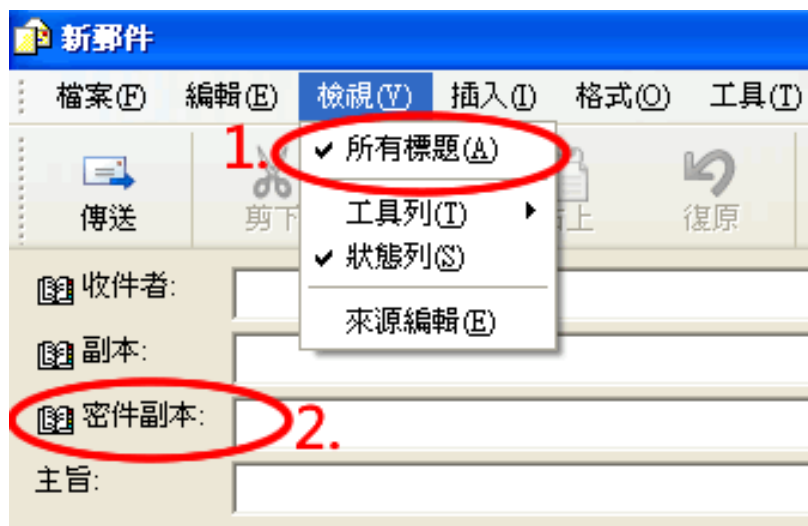 新郵件
檔案(F) 編輯(E) 檢視(V) 插入(I) 格式(O) 工具(T)
1. ✓ 所有標題(A)
傳送 剪下 上 復原
工具列(T)
✓ 狀態列(S)
來源編輯(E)
收件者:
副本:
密件副本: 2.
主旨: